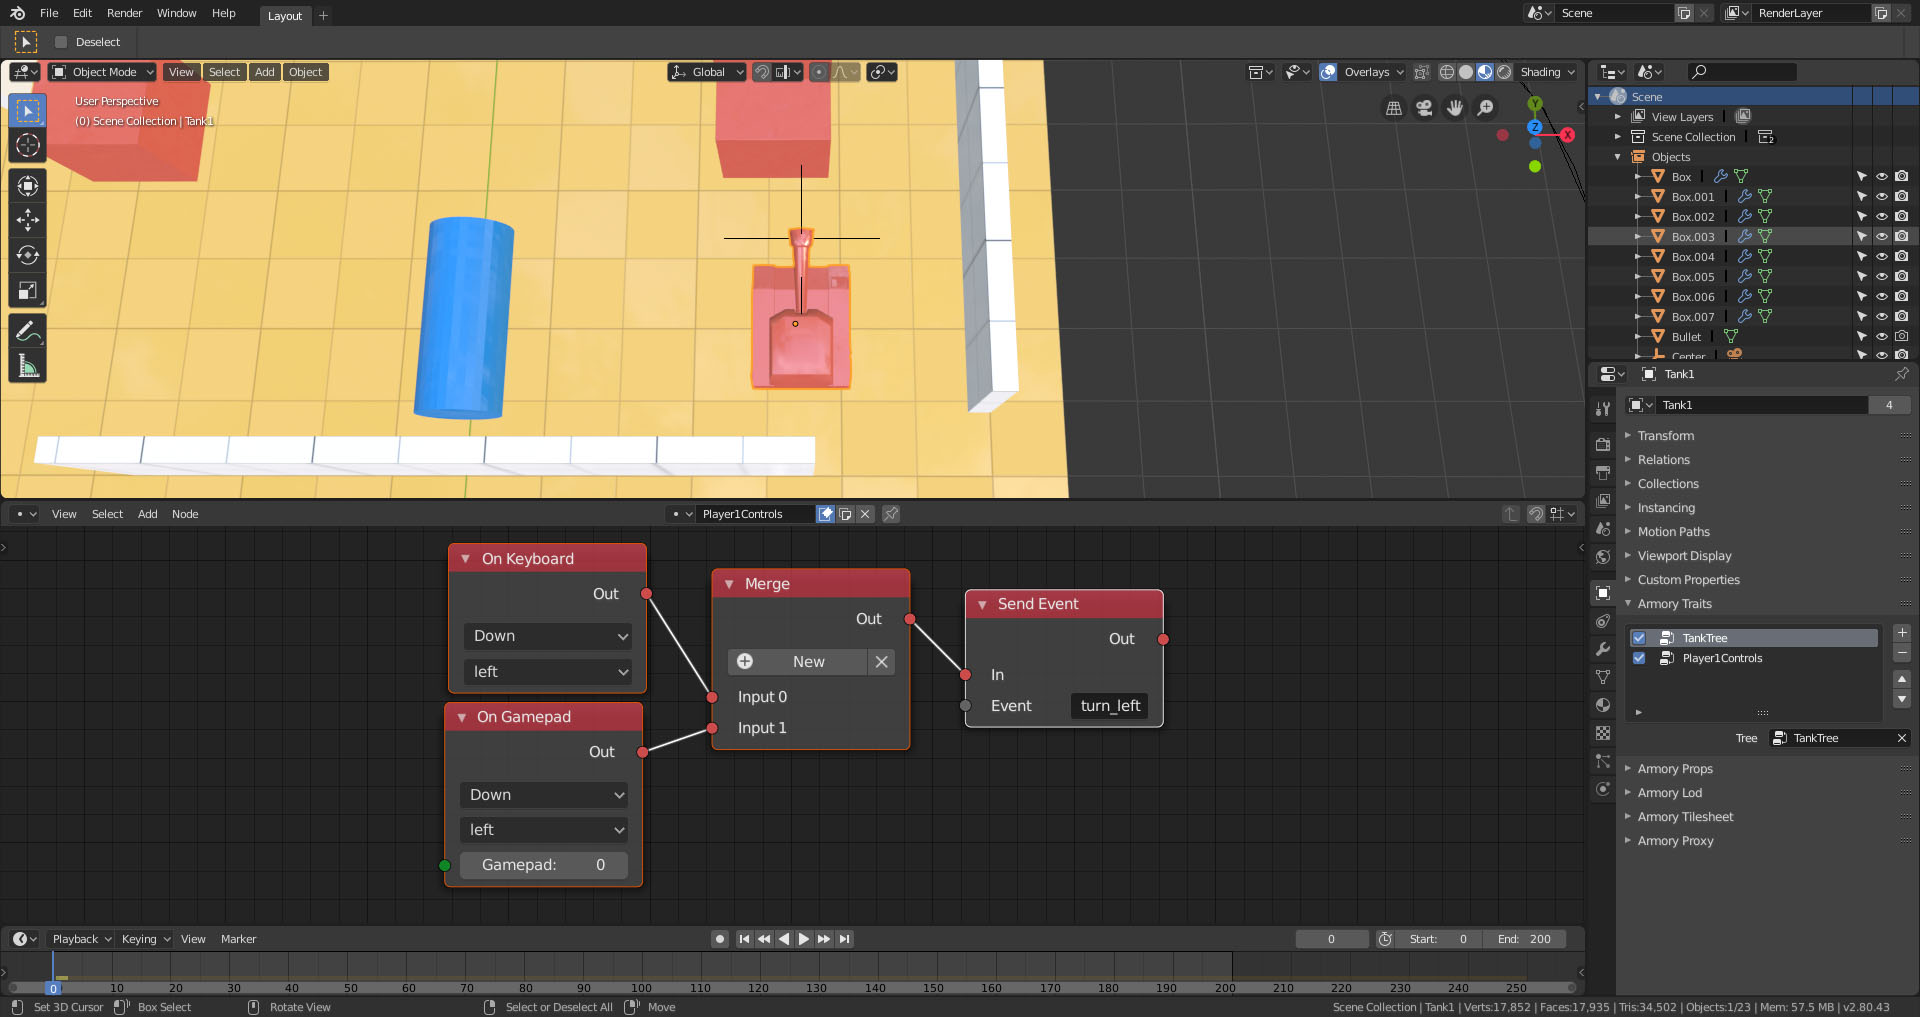 File Edit Render Window Help Layout Scene RenderLayer
Deselect
Object Mode View Select Add Object Global Overlays Shading
User Perspective
(0) Scene Collection | Tank1
Y
Z
X
Scene
View Layers
Scene Collection 2
Objects
Box
Box.001
Box.002
Box.003
Box.004
Box.005
Box.006
Box.007
Bullet
Center
Tank1
Tank1 4
Transform
Relations
Collections
Instancing
Motion Paths
Viewport Display
Custom Properties
Armory Traits
TankTree
Player1Controls
Tree TankTree
Armory Props
Armory Lod
Armory Tilesheet
Armory Proxy
View Select Add Node Player1Controls
On Keyboard
Out
Down
left
On Gamepad
Out
Down
left
Gamepad: 0
Merge
Out
New
Input 0
Input 1
Send Event
Out
In
Event turn_left
Playback Keying View Marker 0 Start: 0 End: 200
0 10 20 30 40 50 60 70 80 90 100 110 120 130 140 150 160 170 180 190 200 210 220 230 240 250
Set 3D Cursor Box Select Rotate View Select or Deselect All Move Scene Collection | Tank1 | Verts:17,852 | Faces:17,935 | Tris:34,502 | Objects:1/23 | Mem: 57.5 MB | v2.80.43